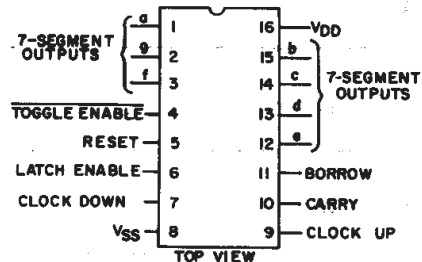 a 1 16 VDD
7-SEGMENT OUTPUTS g 2 15 b
f 3 14 c 7-SEGMENT OUTPUTS
TOGGLE ENABLE 4 13 d
12 e
RESET 5
LATCH ENABLE 6 11 BORROW
CLOCK DOWN 7 10 CARRY
VSS 8 9 CLOCK UP
TOP VIEW